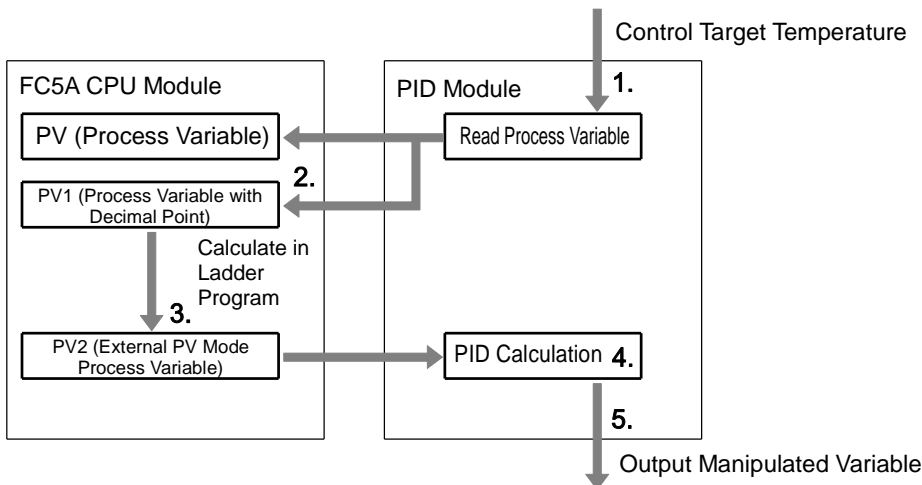 Control Target Temperature
FC5A CPU Module
PID Module
1.
PV (Process Variable)
Read Process Variable
2.
PV1 (Process Variable with
Decimal Point)
Calculate in
Ladder
Program
3.
PV2 (External PV Mode
Process Variable)
PID Calculation 4.
5.
Output Manipulated Variable